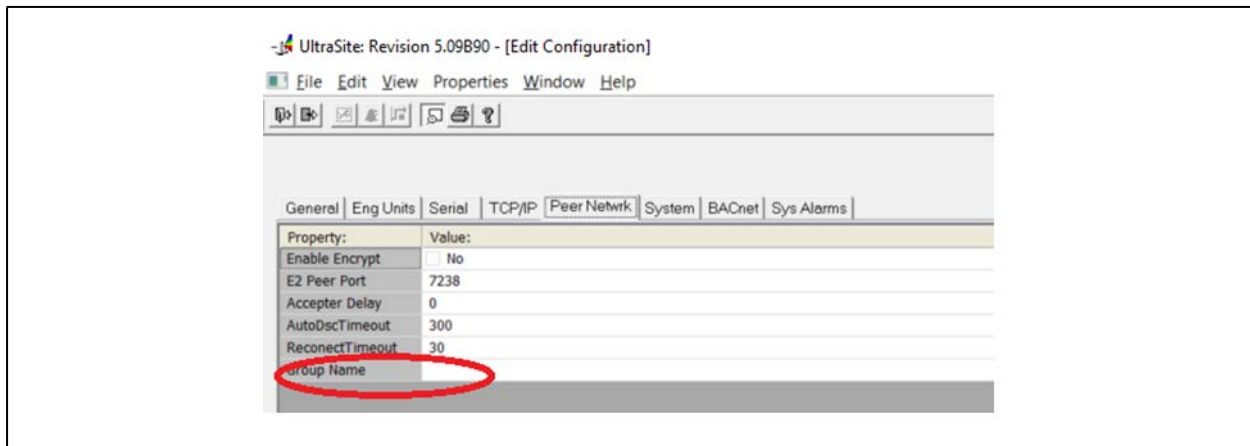 UltraSite: Revision 5.09B90 - [Edit Configuration]
File Edit View Properties Window Help
General Eng Units Serial TCP/IP Peer Netwrk System BACnet Sys Alarms
Property: Value:
Enable Encrypt No
E2 Peer Port 7238
Accepter Delay 0
AutoDscTimeout 300
ReconectTimeout 30
Group Name